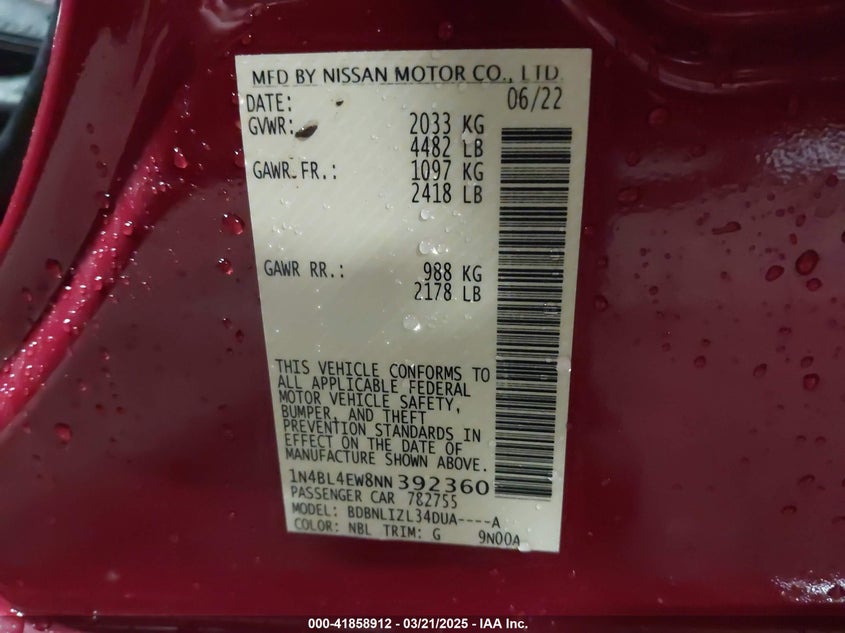 MFD BY NISSAN MOTOR CO., LTD.
DATE: 06/22
GVWR: 2033 KG
4482 LB
GAWR FR.: 1097 KG
2418 LB
GAWR RR.: 988 KG
2178 LB
THIS VEHICLE CONFORMS TO
ALL APPLICABLE FEDERAL
MOTOR VEHICLE SAFETY,
BUMPER, AND THEFT
PREVENTION STANDARDS IN
EFFECT ON THE DATE OF
MANUFACTURE SHOWN ABOVE.
1N4BL4EW8NN392360
PASSENGER CAR 782755
MODEL: BDBNLIZL34DUA----A
COLOR: NBL TRIM: G 9N00A
000-41858912 – 03/21/2025 – IAA Inc.